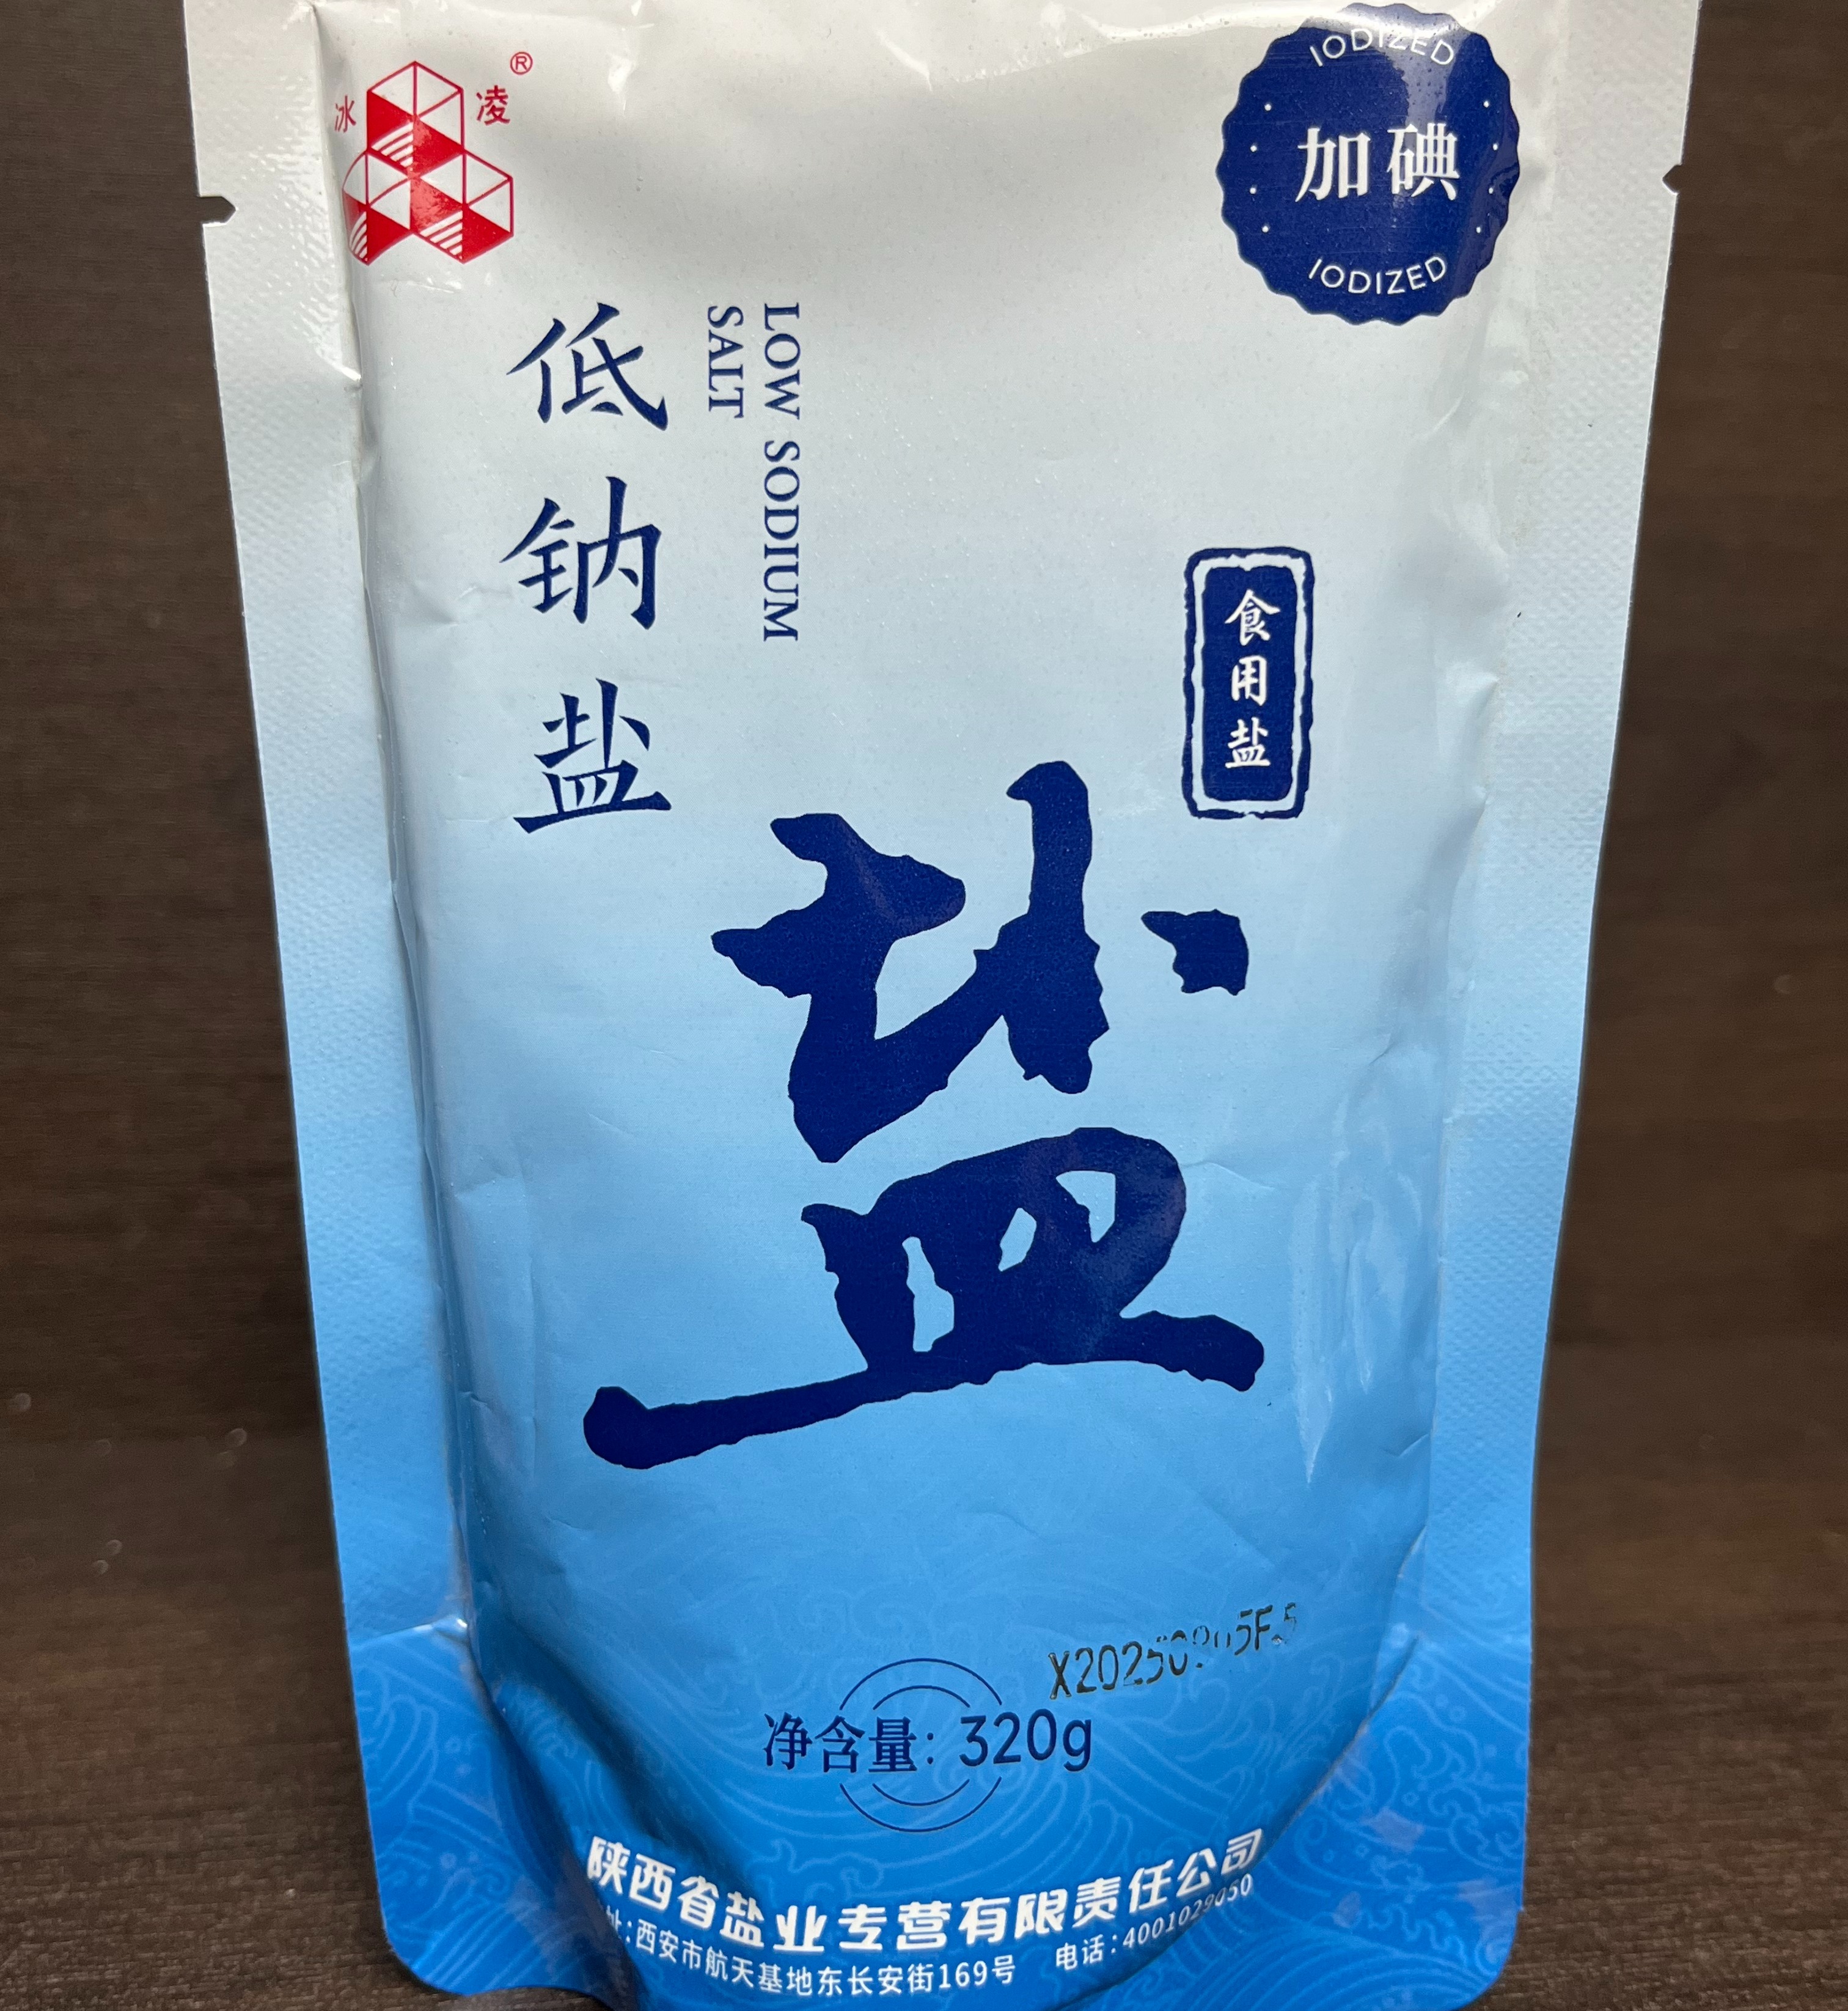 冰凌®
IODIZED
加碘
IODIZED
低钠盐
LOW SODIUM
SALT
食用盐
盐
净含量: 320g
陕西省盐业专营有限责任公司
址:西安市航天基地东长安街169号 电话:4001029050